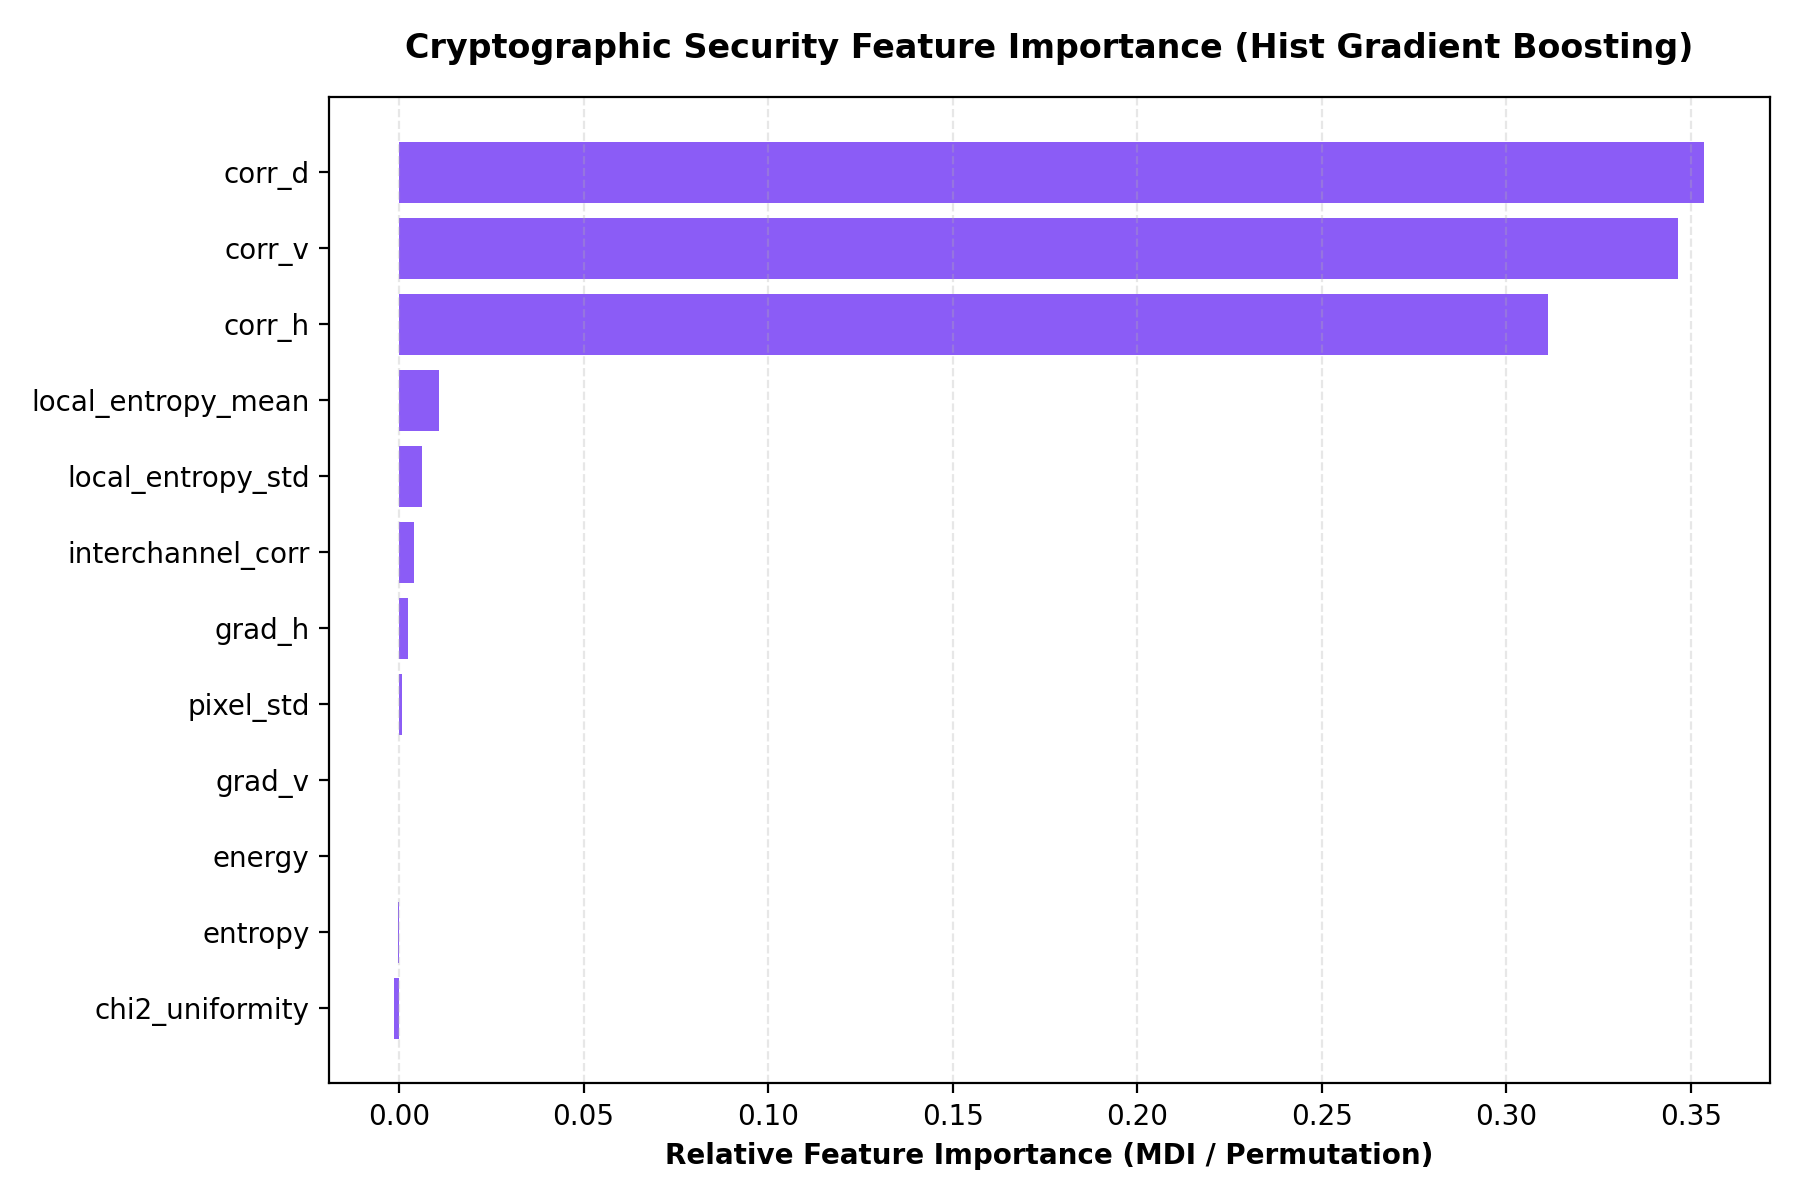 Cryptographic Security Feature Importance (Hist Gradient Boosting)
corr_d
corr_v
corr_h
local_entropy_mean
local_entropy_std
interchannel_corr
grad_h
pixel_std
grad_v
energy
entropy
chi2_uniformity
0.00 0.05 0.10 0.15 0.20 0.25 0.30 0.35
Relative Feature Importance (MDI / Permutation)